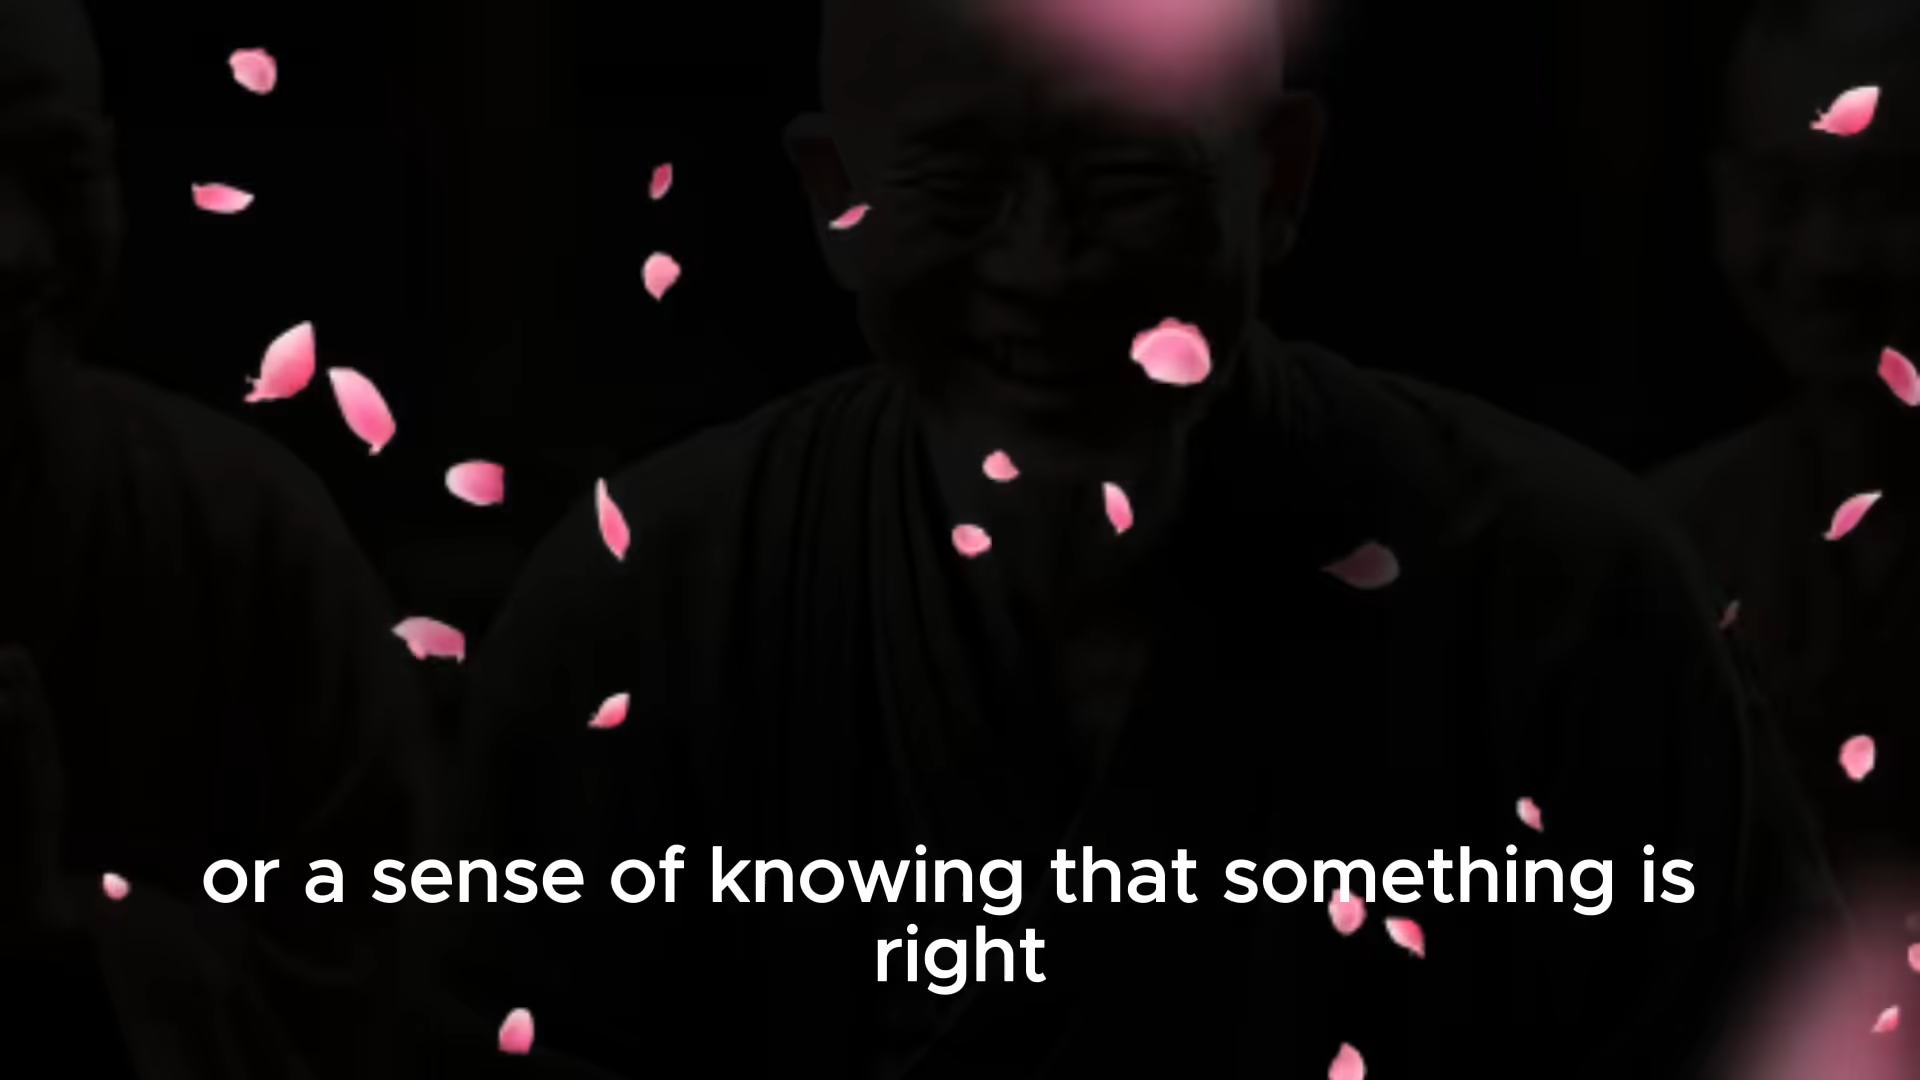 or a sense of knowing that something is
right